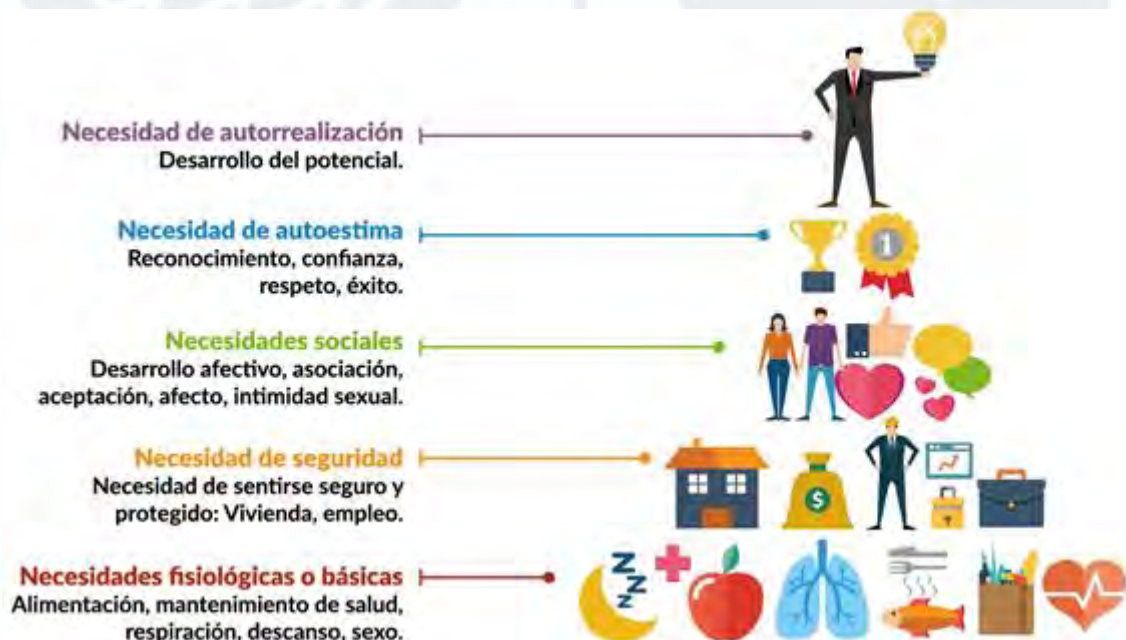 Necesidad de autorrealización
Desarrollo del potencial.
Necesidad de autoestima
Reconocimiento, confianza,
respeto, éxito.
1
Necesidades sociales
Desarrollo afectivo, asociación,
aceptación, afecto, intimidad sexual.
Necesidad de seguridad
Necesidad de sentirse seguro y
protegido: Vivienda, empleo.
$
Necesidades fisiológicas o básicas
Alimentación, mantenimiento de salud,
respiración, descanso, sexo.
Z
Z
Z